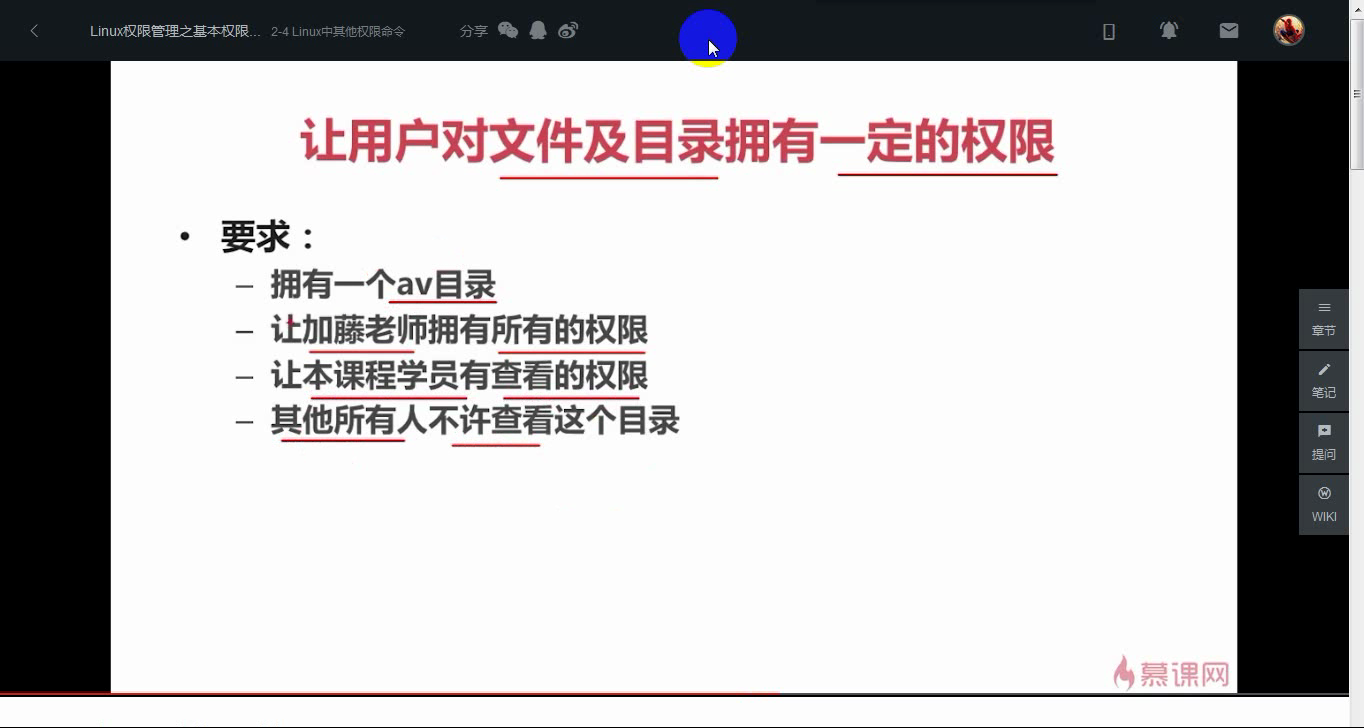 Linux权限管理之基本权限... 2-4 Linux中其他权限命令 分享
让用户对文件及目录拥有一定的权限
• 要求：
– 拥有一个av目录
– 让加藤老师拥有所有的权限
– 让本课程学员有查看的权限
– 其他所有人不许查看这个目录
章节
笔记
提问
WIKI
慕课网